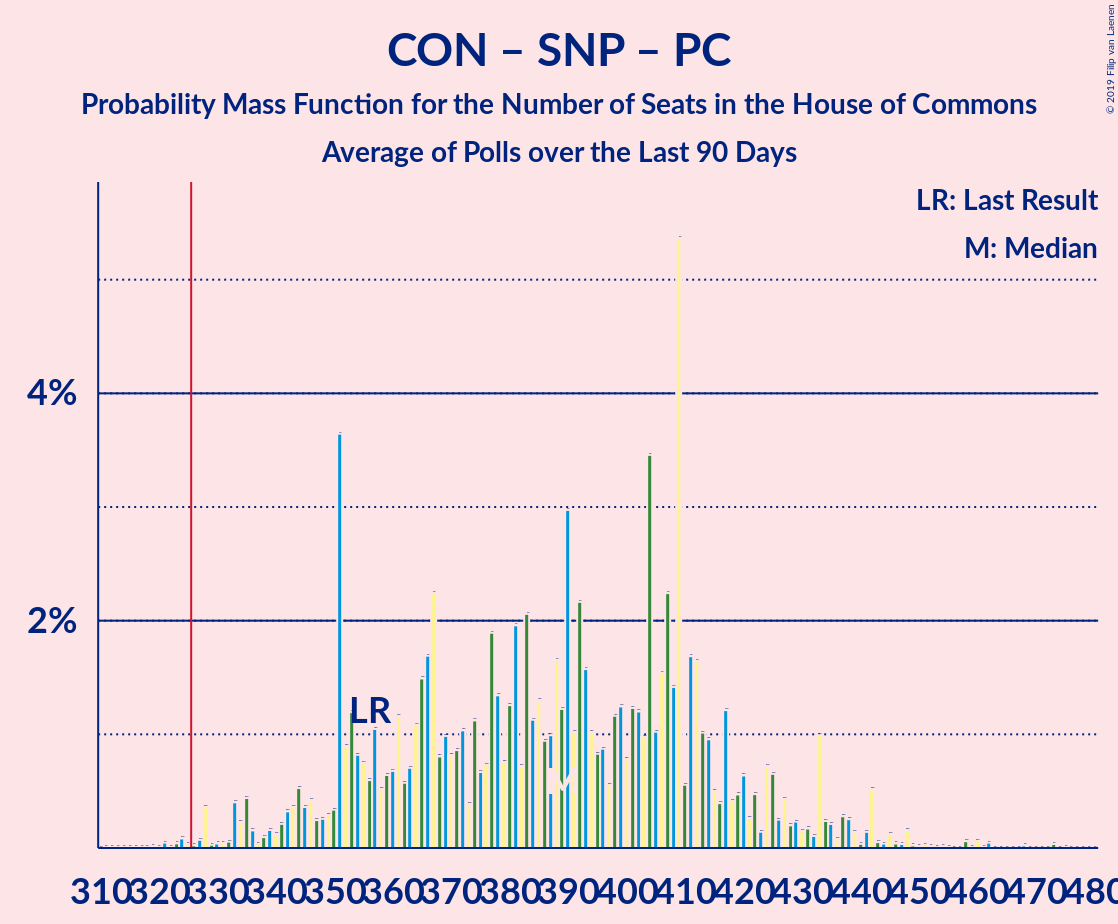 CON – SNP – PC
Probability Mass Function for the Number of Seats in the House of Commons
Average of Polls over the Last 90 Days
© 2019 Filip van Laenen
LR: Last Result
M: Median
4%
2%
LR
M
310 320 330 340 350 360 370 380 390 400 410 420 430 440 450 460 470 480